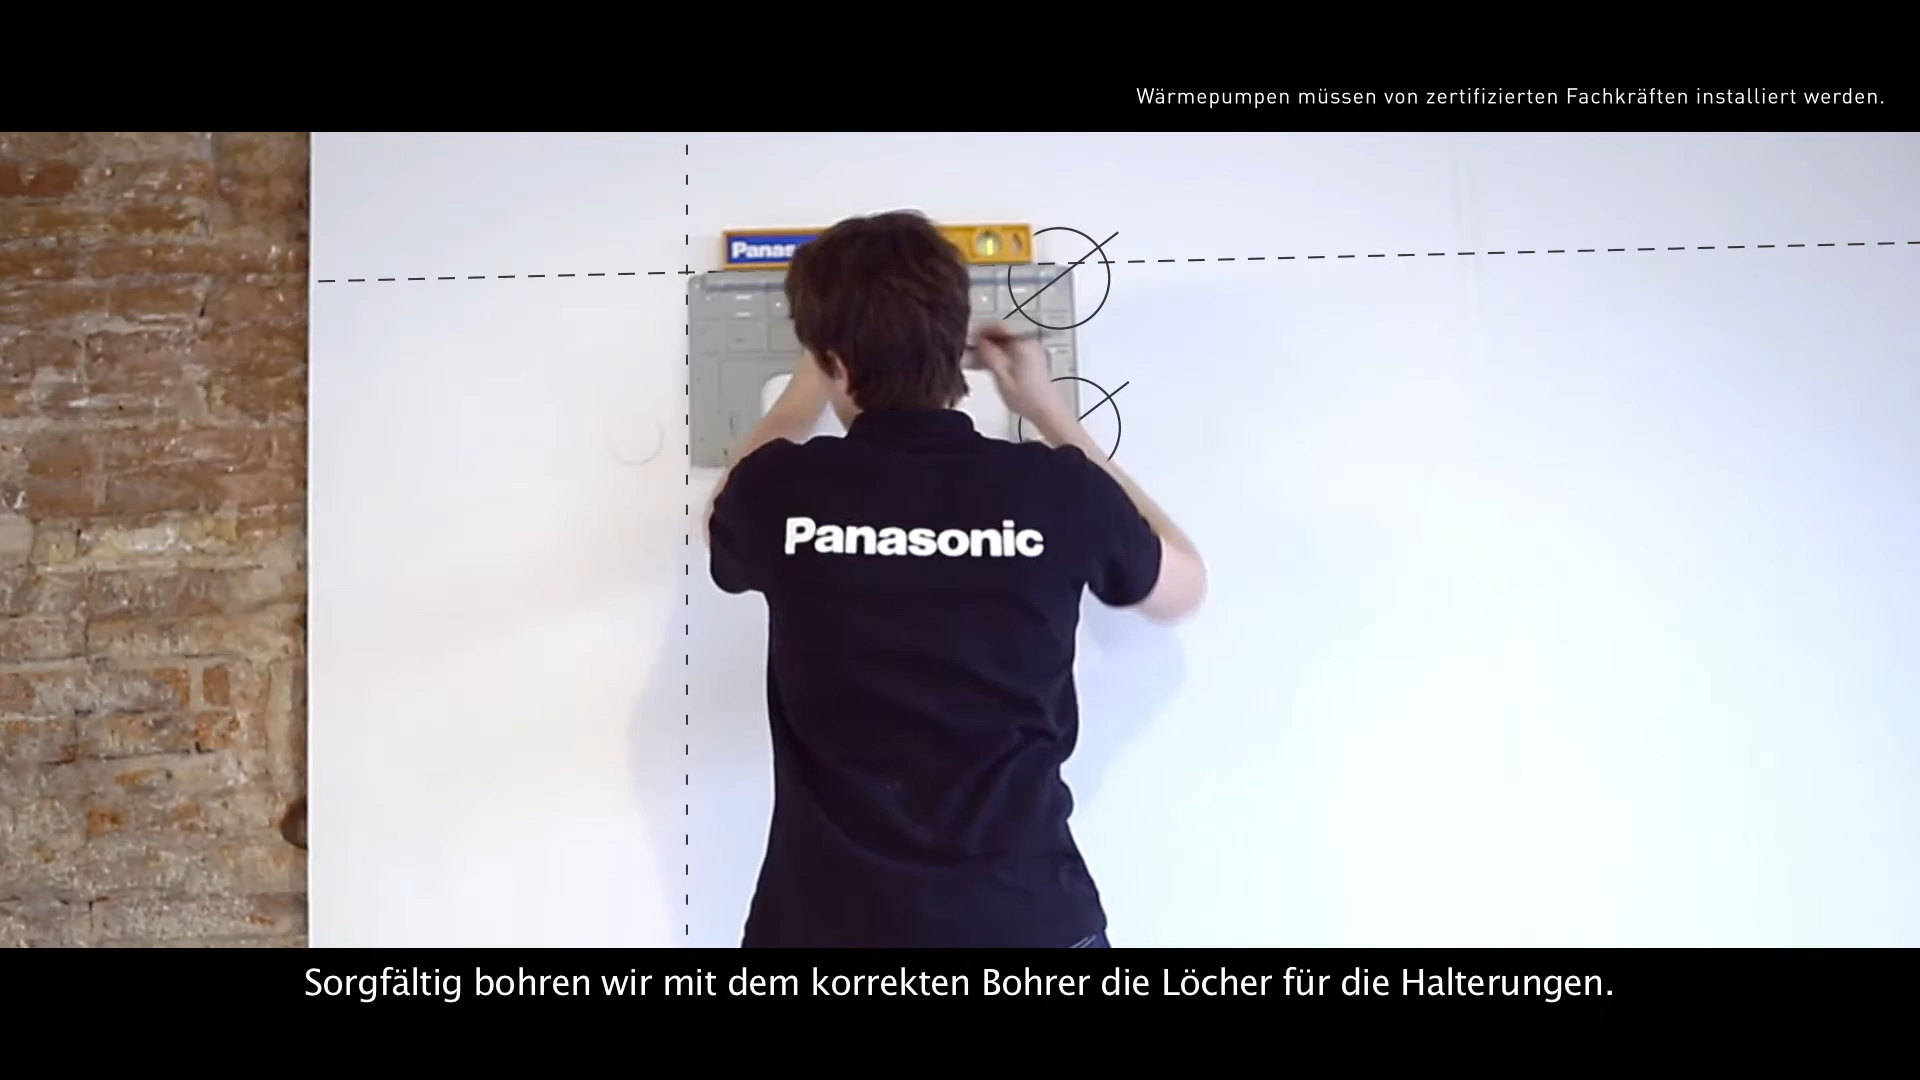 Wärmepumpen müssen von zertifizierten Fachkräften installiert werden.
Panasonic
Sorgfältig bohren wir mit dem korrekten Bohrer die Löcher für die Halterungen.